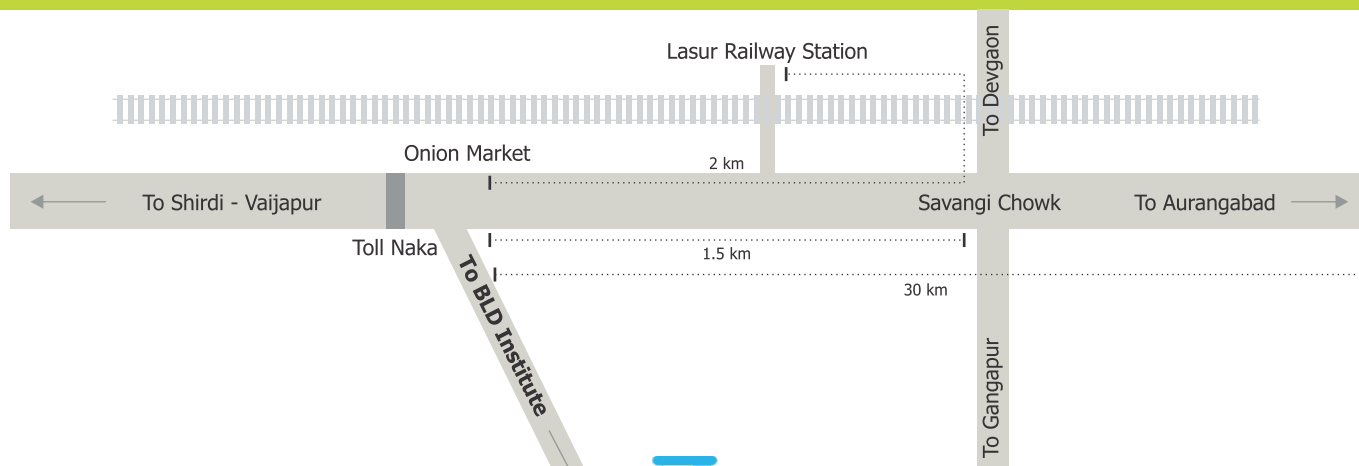 Lasur Railway Station
To Devgaon
Onion Market
2 km
To Shirdi - Vaijapur
Savangi Chowk
To Aurangabad
Toll Naka
1.5 km
To BLD Institute
30 km
To Gangapur